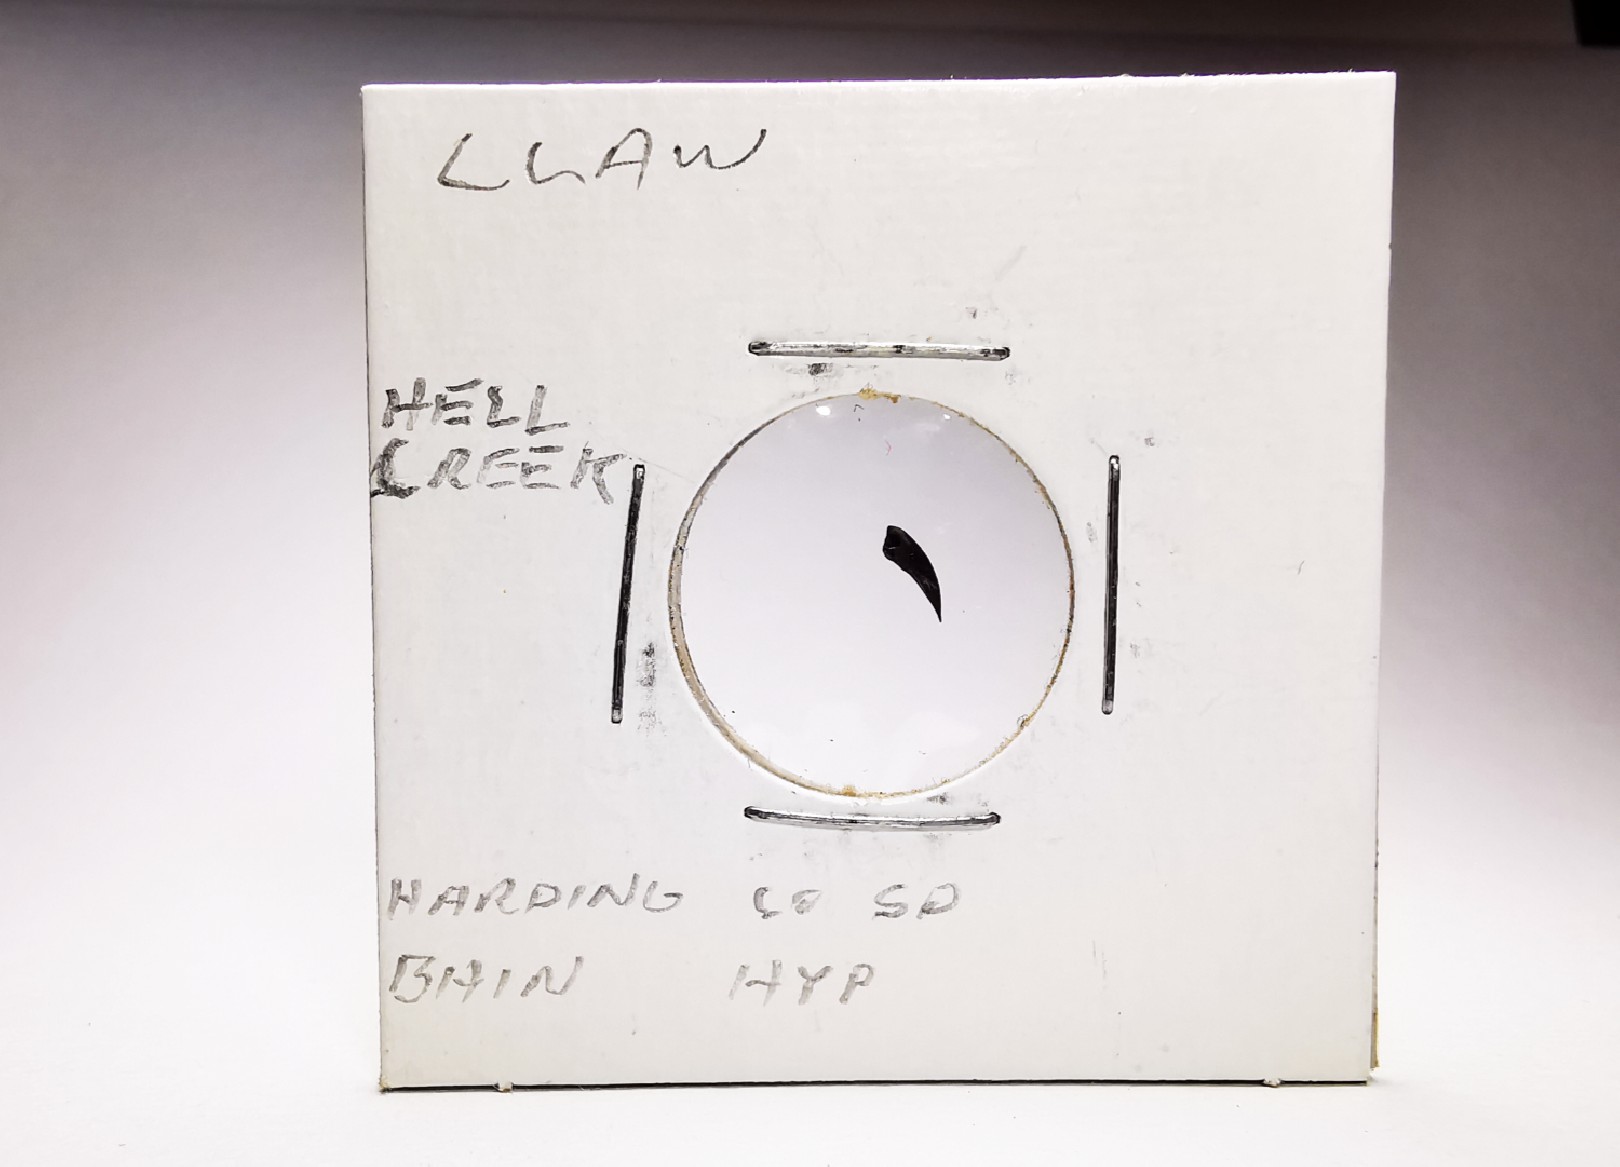 CLAW
HELL
CREEK
HARDING CO SD
BHIN HYP